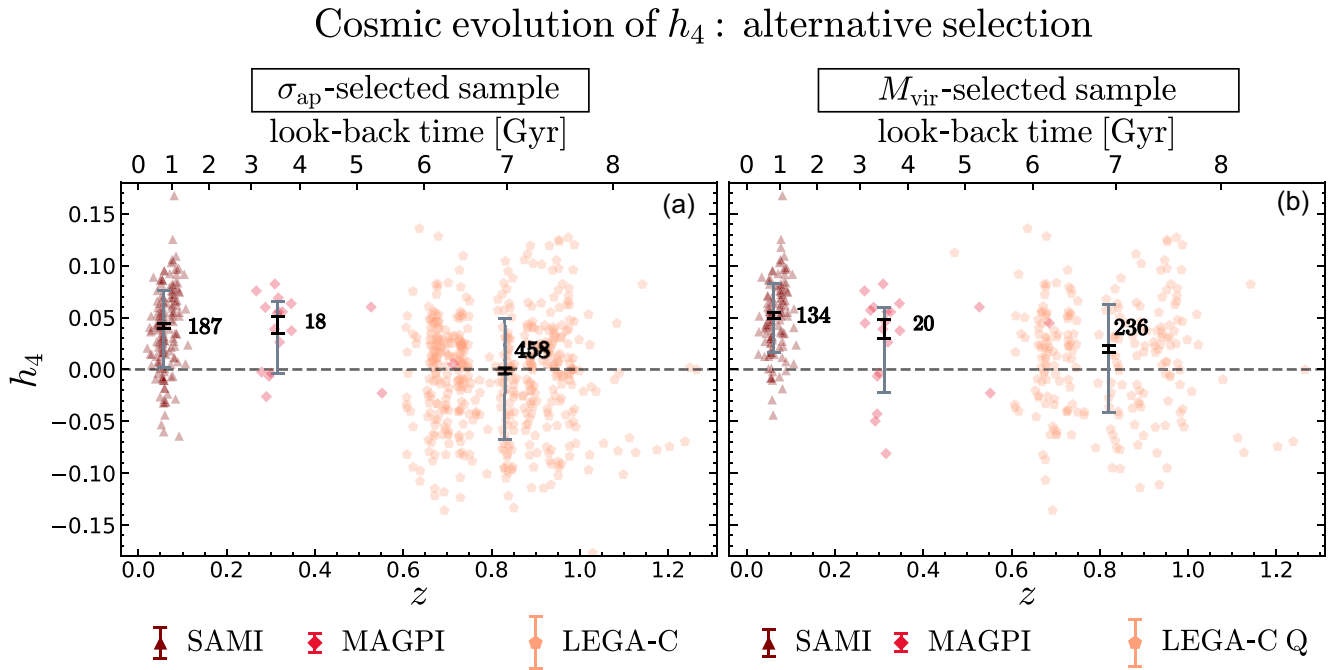 Cosmic evolution of h₄ : alternative selection
σap-selected sample
Mvir-selected sample
look-back time [Gyr]
look-back time [Gyr]
0 1 2 3 4 5 6 7 8
0 1 2 3 4 5 6 7 8
(a)
(b)
0.15
0.10
0.05
0.00
−0.05
−0.10
−0.15
h₄
187
18
458
134
20
236
0.0 0.2 0.4 0.6 0.8 1.0 1.2
0.0 0.2 0.4 0.6 0.8 1.0 1.2
z
z
SAMI MAGPI LEGA-C
SAMI MAGPI LEGA-C Q